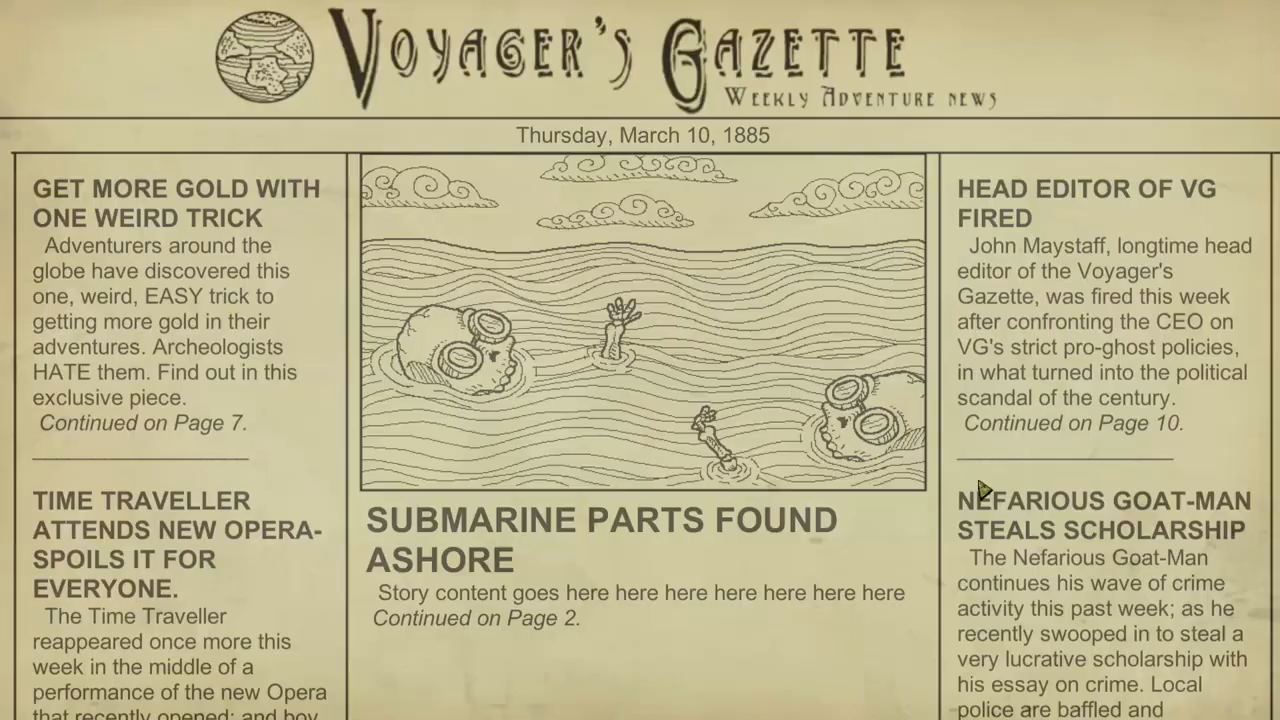 VOYAGER'S GAZETTE
WEEKLY ADVENTURE NEWS
Thursday, March 10, 1885
GET MORE GOLD WITH
ONE WEIRD TRICK
Adventurers around the
globe have discovered this
one, weird, EASY trick to
getting more gold in their
adventures. Archeologists
HATE them. Find out in this
exclusive piece.
Continued on Page 7.
TIME TRAVELLER
ATTENDS NEW OPERA-
SPOILS IT FOR
EVERYONE.
The Time Traveller
reappeared once more this
week in the middle of a
performance of the new Opera
that recently opened; and boy
SUBMARINE PARTS FOUND
ASHORE
Story content goes here here here here here here here
Continued on Page 2.
HEAD EDITOR OF VG
FIRED
John Maystaff, longtime head
editor of the Voyager's
Gazette, was fired this week
after confronting the CEO on
VG's strict pro-ghost policies,
in what turned into the political
scandal of the century.
Continued on Page 10.
NEFARIOUS GOAT-MAN
STEALS SCHOLARSHIP
The Nefarious Goat-Man
continues his wave of crime
activity this past week; as he
recently swooped in to steal a
very lucrative scholarship with
his essay on crime. Local
police are baffled and